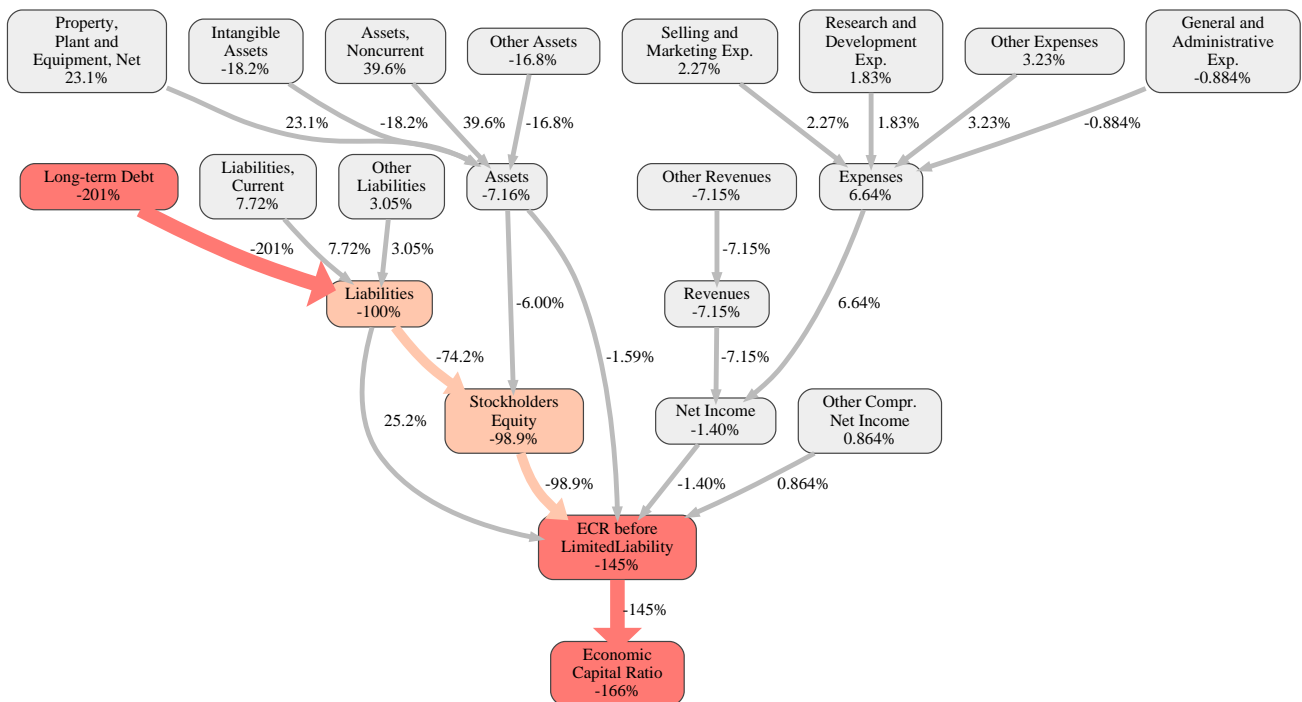 Property,
Plant and
Equipment, Net
23.1%
Intangible
Assets
-18.2%
Assets,
Noncurrent
39.6%
Other Assets
-16.8%
Selling and
Marketing Exp.
2.27%
Research and
Development
Exp.
1.83%
Other Expenses
3.23%
General and
Administrative
Exp.
-0.884%
23.1%
-18.2%
39.6%
-16.8%
2.27%
1.83%
3.23%
-0.884%
Long-term Debt
-201%
Liabilities,
Current
7.72%
Other
Liabilities
3.05%
Assets
-7.16%
Other Revenues
-7.15%
Expenses
6.64%
-201%
7.72%
3.05%
-7.15%
Liabilities
-100%
-6.00%
Revenues
-7.15%
6.64%
-74.2%
-1.59%
-7.15%
25.2%
Stockholders
Equity
-98.9%
Net Income
-1.40%
Other Compr.
Net Income
0.864%
-98.9%
-1.40%
0.864%
ECR before
LimitedLiability
-145%
-145%
Economic
Capital Ratio
-166%